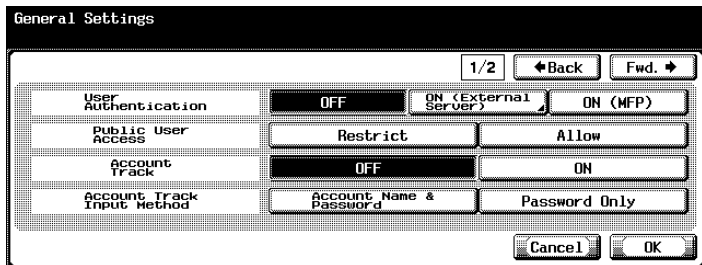 General Settings
1/2 ←Back Fwd. →
User
Authentication
OFF
ON (External
Server)
ON (MFP)
Public User
Access
Restrict
Allow
Account
Track
OFF
ON
Account Track
Input Method
Account Name &
Password
Password Only
Cancel OK